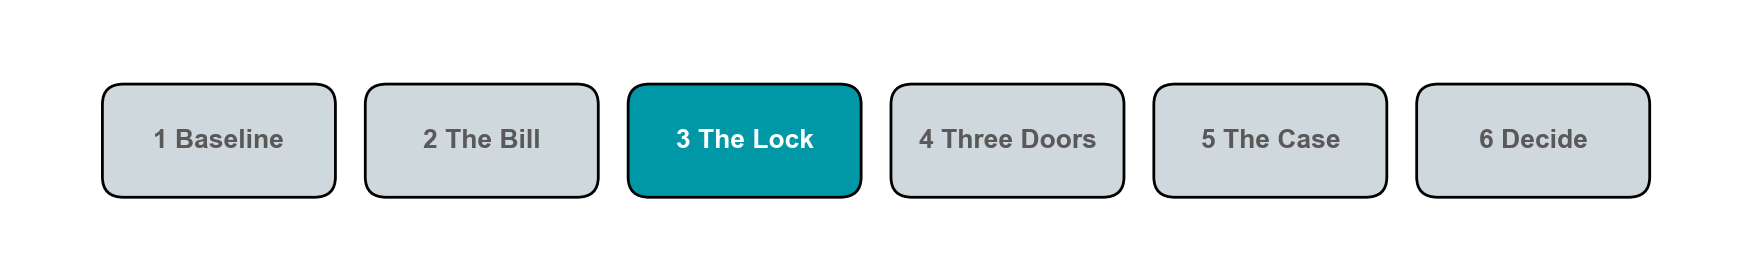 1 Baseline
2 The Bill
3 The Lock
4 Three Doors
5 The Case
6 Decide